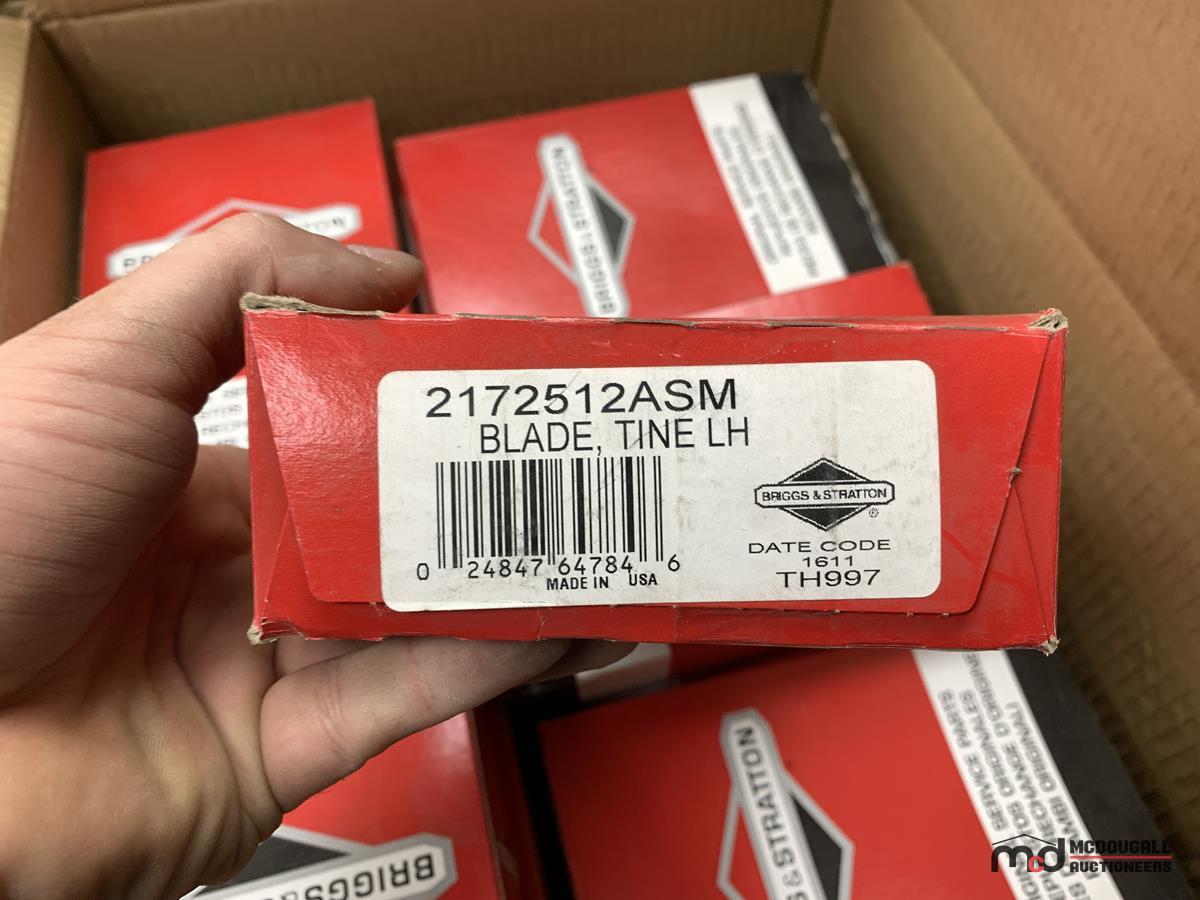 BRIGGS & STRATTON
2172512ASM
BLADE, TINE LH
0 24847 64784 6
MADE IN USA
BRIGGS & STRATTON
®
DATE CODE
1611
TH997
SERVICE PARTS
BRIGGS
& STRATTON
mcd MCDOUGALL
AUCTIONEERS